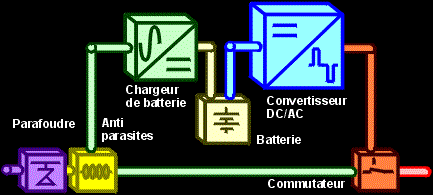 Chargeur
de batterie
Convertisseur
DC/AC
Parafoudre
Anti
parasites
Batterie
Commutateur